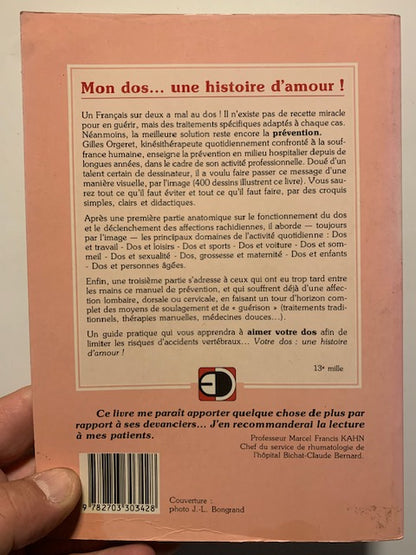 Mon dos... une histoire d'amour !
Un Français sur deux a mal au dos ! Il n'existe pas de recette miracle
pour en guérir, mais des traitements spécifiques adaptés à chaque cas.
Néanmoins, la meilleure solution reste encore la prévention.
Gilles Orgeret, kinésithérapeute quotidiennement confronté à la souf-
france humaine, enseigne la prévention en milieu hospitalier depuis de
longues années, dans le cadre de son activité professionnelle. Doué d'un
talent certain de dessinateur, il a voulu faire passer ce message d'une
manière visuelle, par l'image (400 dessins illustrent ce livre). Vous sau-
rez tout ce qu'il faut éviter et tout ce qu'il faut faire, par des croquis
simples, clairs et didactiques.
Après une première partie anatomique sur le fonctionnement du dos
et le déclenchement des affections rachidiennes, il aborde — toujours
par l'image — les principaux domaines de l'activité quotidienne : Dos
et travail - Dos et loisirs - Dos et sports - Dos et voiture - Dos et som-
meil - Dos et sexualité - Dos, grossesse et maternité - Dos et enfants
- Dos et personnes âgées.
Enfin, une troisième partie s'adresse à ceux qui ont eu trop tard entre
les mains ce manuel de prévention, et qui souffrent déjà d'une affec-
tion lombaire, dorsale ou cervicale, en faisant un tour d'horizon com-
plet des moyens de soulagement et de « guérison » (traitements tradi-
tionnels, thérapies manuelles, médecines douces...).
Un guide pratique qui vous apprendra à aimer votre dos afin de
limiter les risques d'accidents vertébraux... Votre dos : une histoire
d'amour !
13e mille
Ce livre me paraît apporter quelque chose de plus par
rapport à ses devanciers... J'en recommanderai la lecture
à mes patients.
Professeur Marcel Francis KAHN
Chef du service de rhumatologie de
l'hôpital Bichat-Claude Bernard.
9 782703 303428
Couverture :
photo J.-L. Bongrand